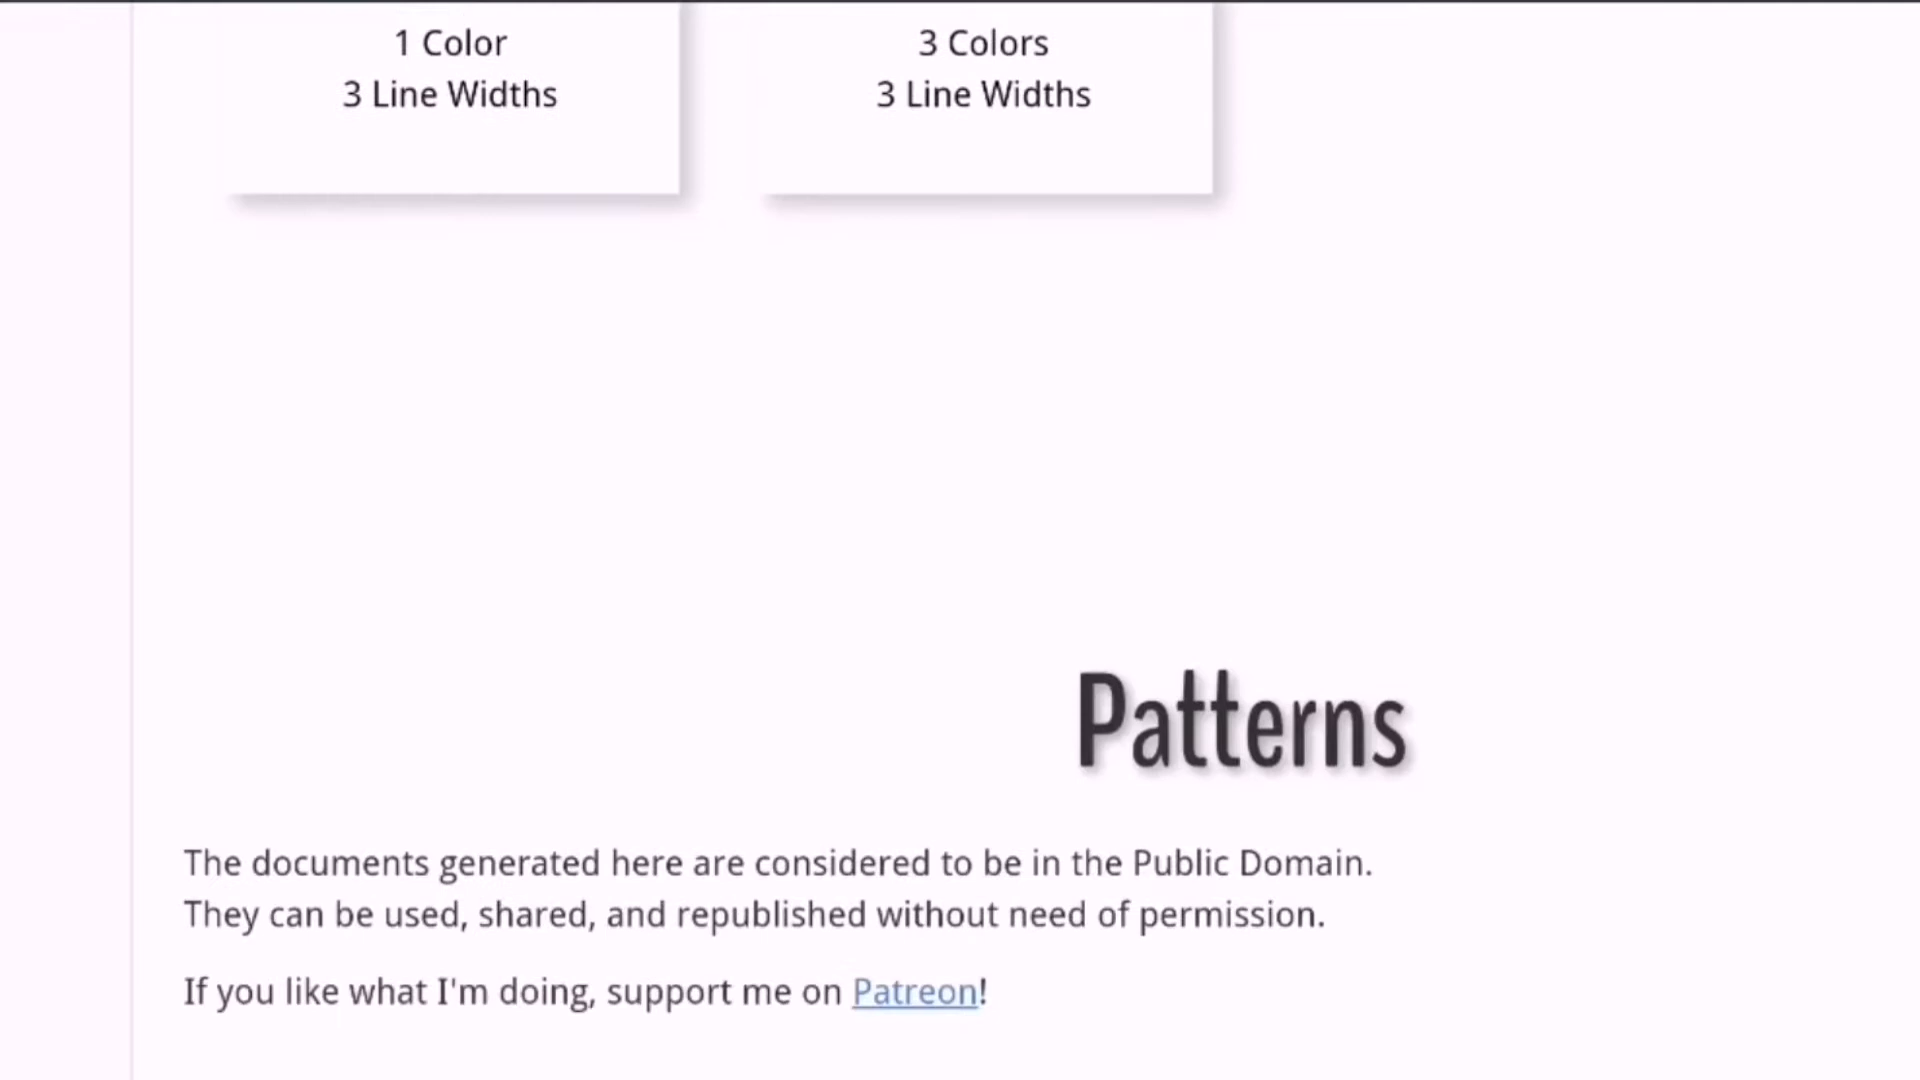 1 Color
3 Line Widths
3 Colors
3 Line Widths
Patterns
The documents generated here are considered to be in the Public Domain.
They can be used, shared, and republished without need of permission.
If you like what I'm doing, support me on Patreon!